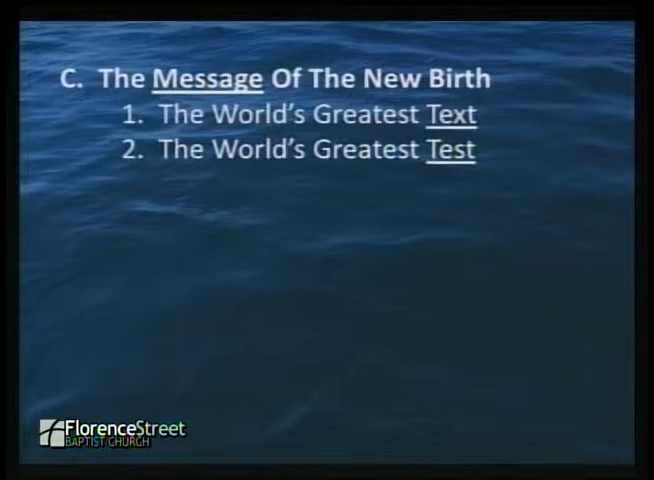 C. The Message Of The New Birth
1. The World's Greatest Text
2. The World's Greatest Test
FlorenceStreet
BAPTIST CHURCH